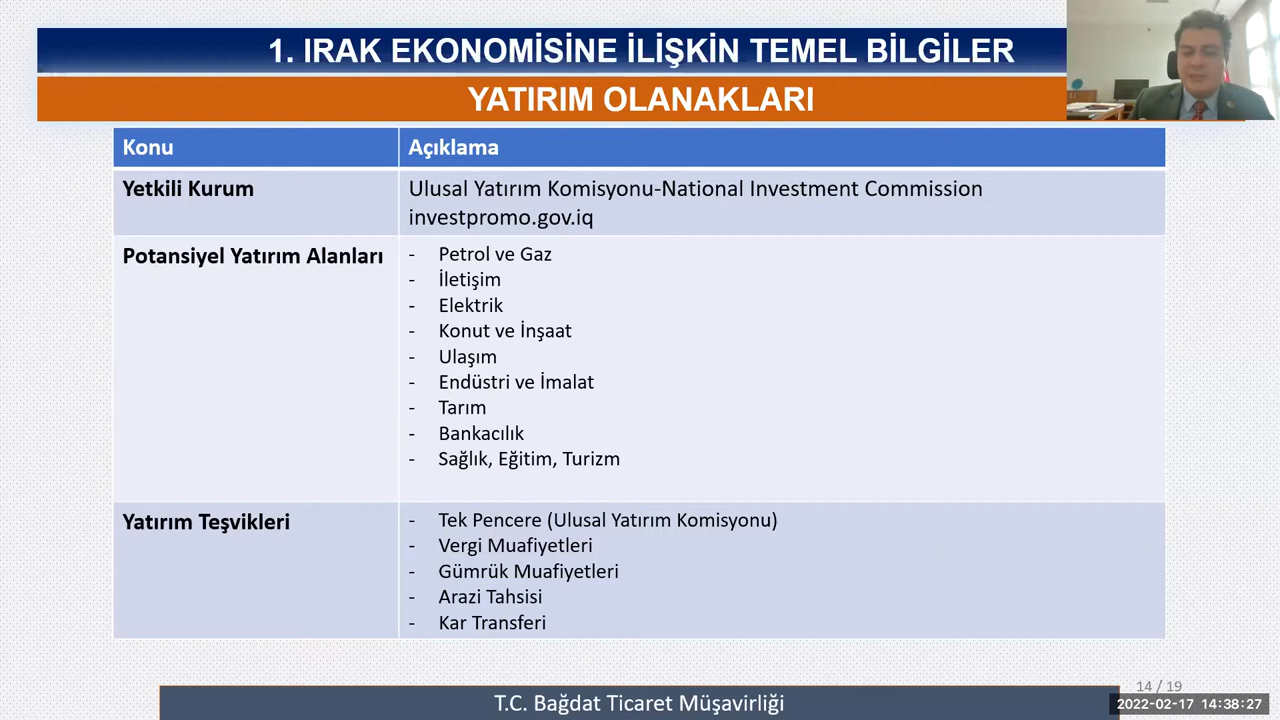 1. IRAK EKONOMİSİNE İLİŞKİN TEMEL BİLGİLER
YATIRIM OLANAKLARI
Konu
Açıklama
Yetkili Kurum
Ulusal Yatırım Komisyonu-National Investment Commission
investpromo.gov.iq
Potansiyel Yatırım Alanları
- Petrol ve Gaz
- İletişim
- Elektrik
- Konut ve İnşaat
- Ulaşım
- Endüstri ve İmalat
- Tarım
- Bankacılık
- Sağlık, Eğitim, Turizm
Yatırım Teşvikleri
- Tek Pencere (Ulusal Yatırım Komisyonu)
- Vergi Muafiyetleri
- Gümrük Muafiyetleri
- Arazi Tahsisi
- Kar Transferi
T.C. Bağdat Ticaret Müşavirliği
14 / 19
2022-02-17 14:38:27